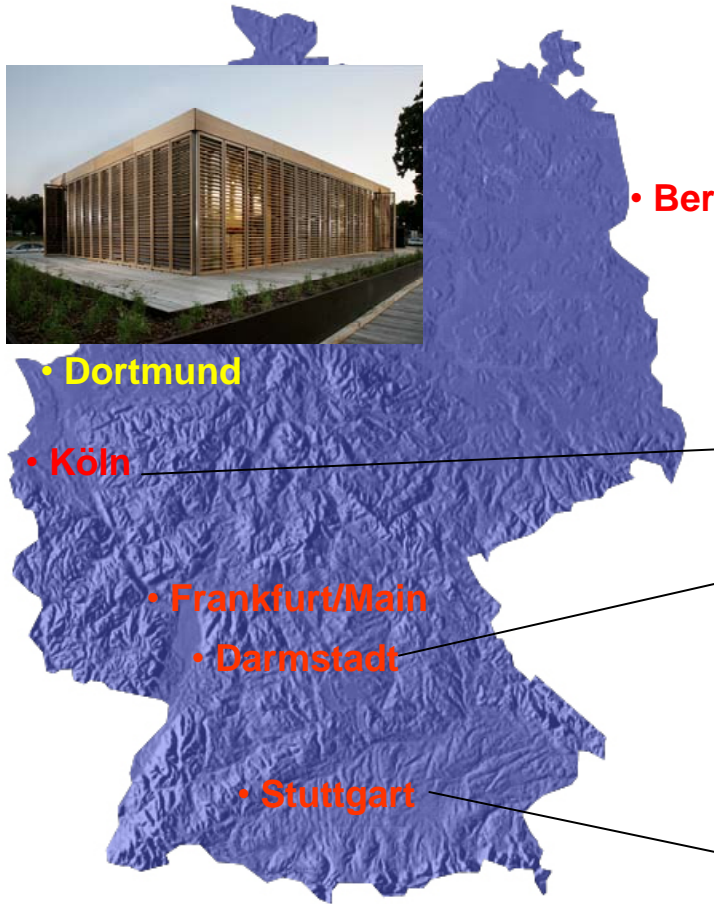 • Ber
• Dortmund
• Köln
• Frankfurt/Main
• Darmstadt
• Stuttgart